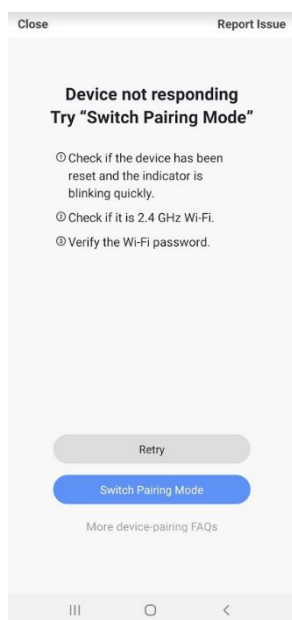 Close Report Issue
Device not responding
Try “Switch Pairing Mode”
① Check if the device has been
reset and the indicator is
blinking quickly.
② Check if it is 2.4 GHz Wi-Fi.
③ Verify the Wi-Fi password.
Retry
Switch Pairing Mode
More device-pairing FAQs